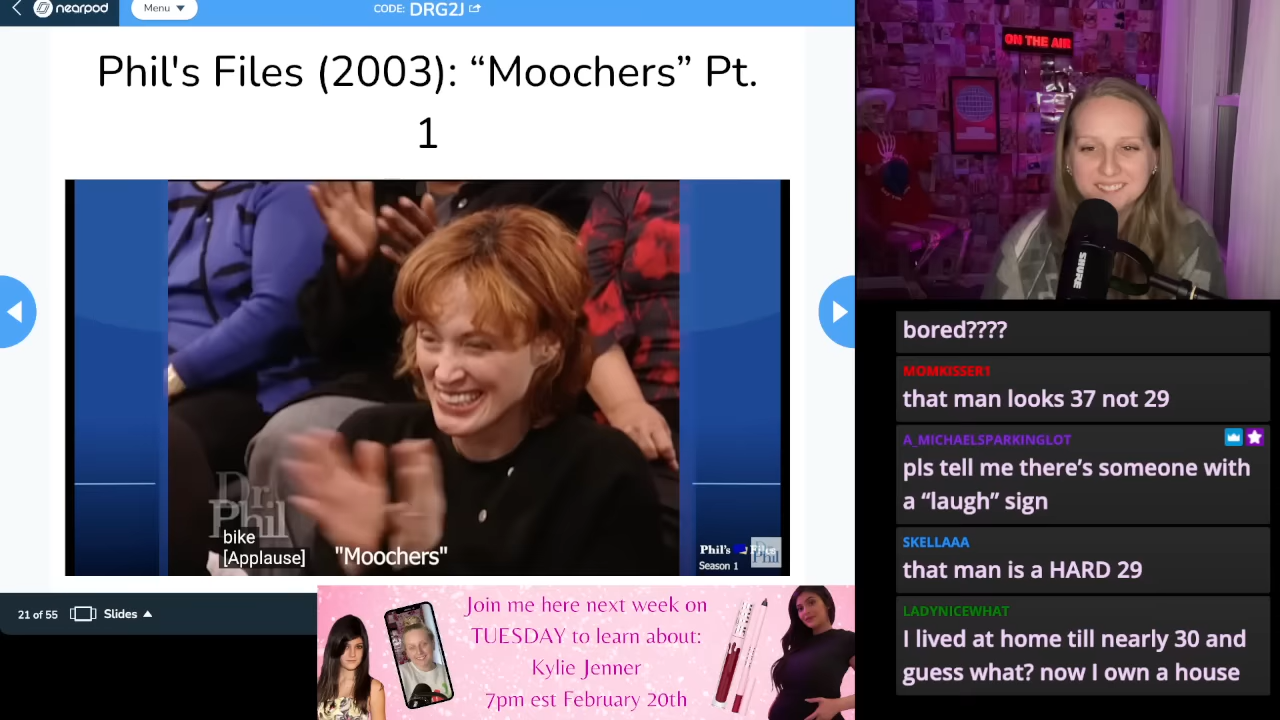 nearpod
Menu
CODE: DRG2J
Phil's Files (2003): “Moochers” Pt.
1
Dr.
Phil
bike
[Applause]
"Moochers"
Phil's Files
Season 1
Phil
21 of 55
Slides
Join me here next week on
TUESDAY to learn about:
Kylie Jenner
7pm est February 20th
ON THE AIR
SHURE
bored????
MOMKISSER1
that man looks 37 not 29
A_MICHAELSPARKINGLOT
pls tell me there’s someone with
a “laugh” sign
SKELLAAA
that man is a HARD 29
LADYNICEWHAT
I lived at home till nearly 30 and
guess what? now I own a house